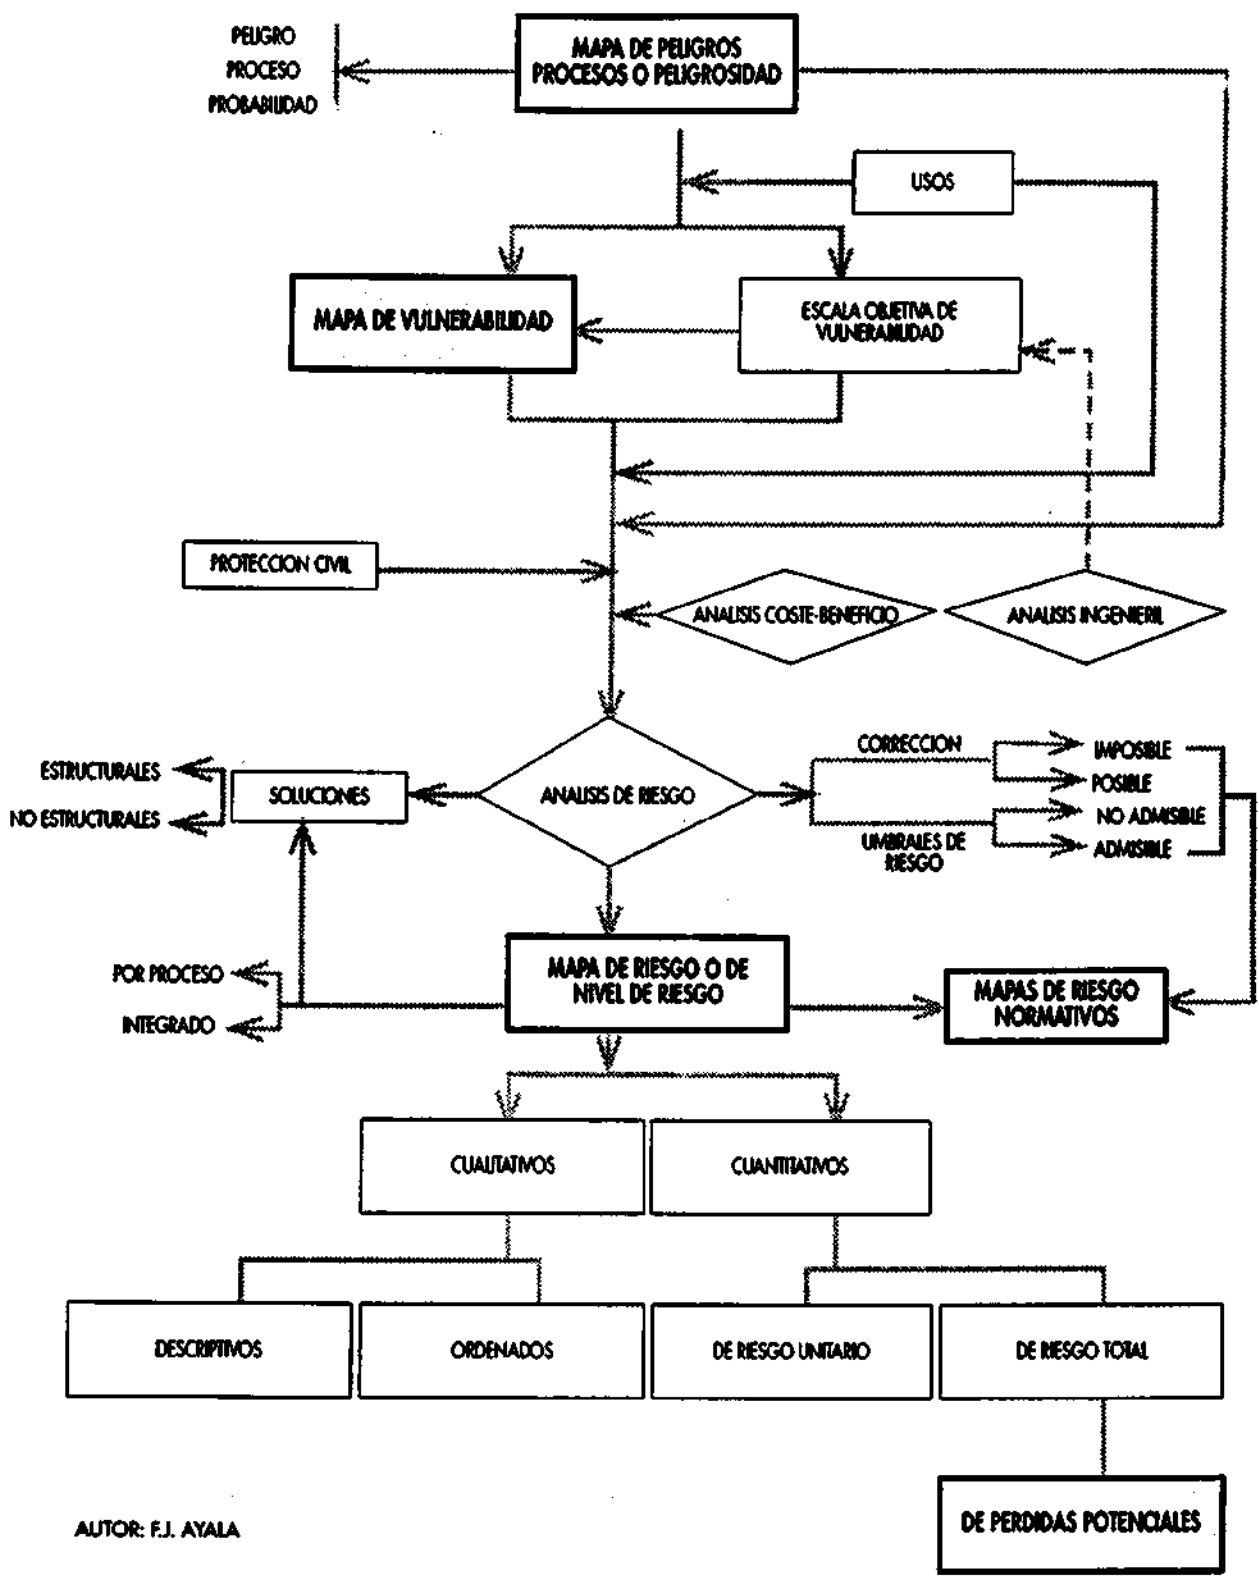 PELIGRO
PROCESO
PROBABILIDAD
MAPA DE PELIGROS
PROCESOS O PELIGROSIDAD
USOS
MAPA DE VULNERABILIDAD
ESCALA OBJETIVA DE
VULNERABILIDAD
PROTECCION CIVIL
ANALISIS COSTE-BENEFICIO
ANALISIS INGENIERIL
ESTRUCTURALES
NO ESTRUCTURALES
SOLUCIONES
ANALISIS DE RIESGO
CORRECCION
IMPOSIBLE
POSIBLE
UMBRALES DE
RIESGO
NO ADMISIBLE
ADMISIBLE
POR PROCESO
INTEGRADO
MAPA DE RIESGO O DE
NIVEL DE RIESGO
MAPAS DE RIESGO
NORMATIVOS
CUALITATIVOS
CUANTITATIVOS
DESCRIPTIVOS
ORDENADOS
DE RIESGO UNITARIO
DE RIESGO TOTAL
DE PERDIDAS POTENCIALES
AUTOR: F.J. AYALA